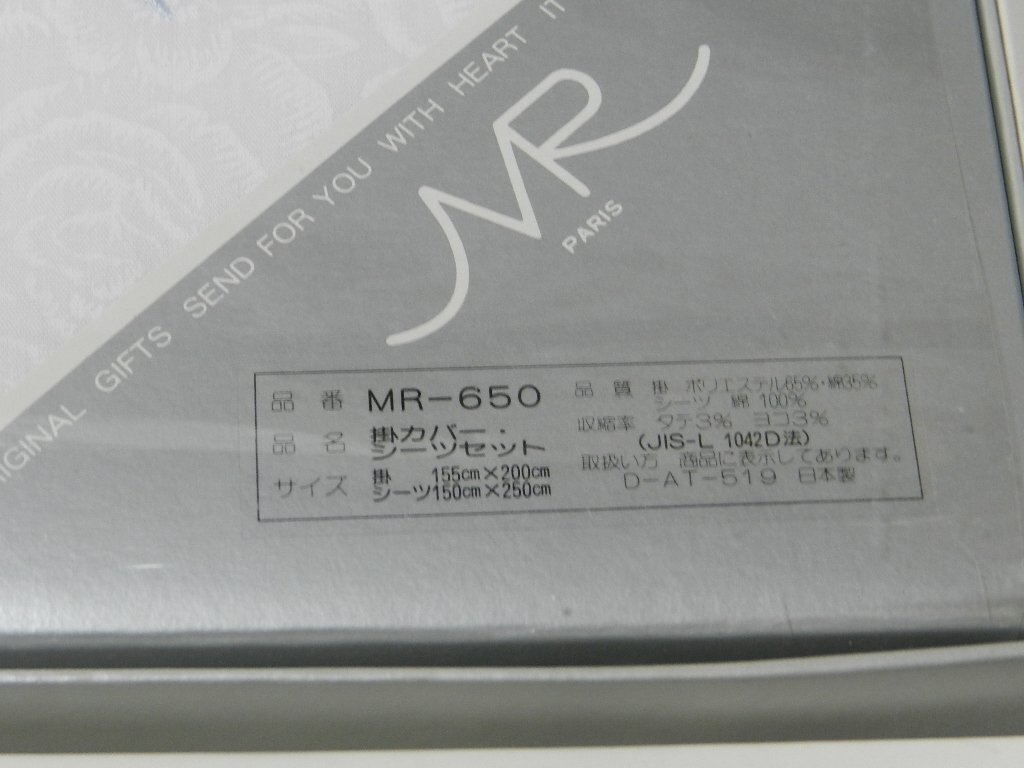 ORIGINAL GIFTS SEND FOR YOU WITH HEART IT
MR
PARIS
品番 MR-650
品名 掛カバー・
シーツセット
サイズ 掛 155cm×200cm
シーツ150cm×250cm
品質 掛 ポリエステル65%・綿35%
シーツ 綿 100%
収縮率 タテ3% ヨコ3%
(JIS-L 1042D法)
取扱い方 商品に表示してあります。
D-AT-519 日本製